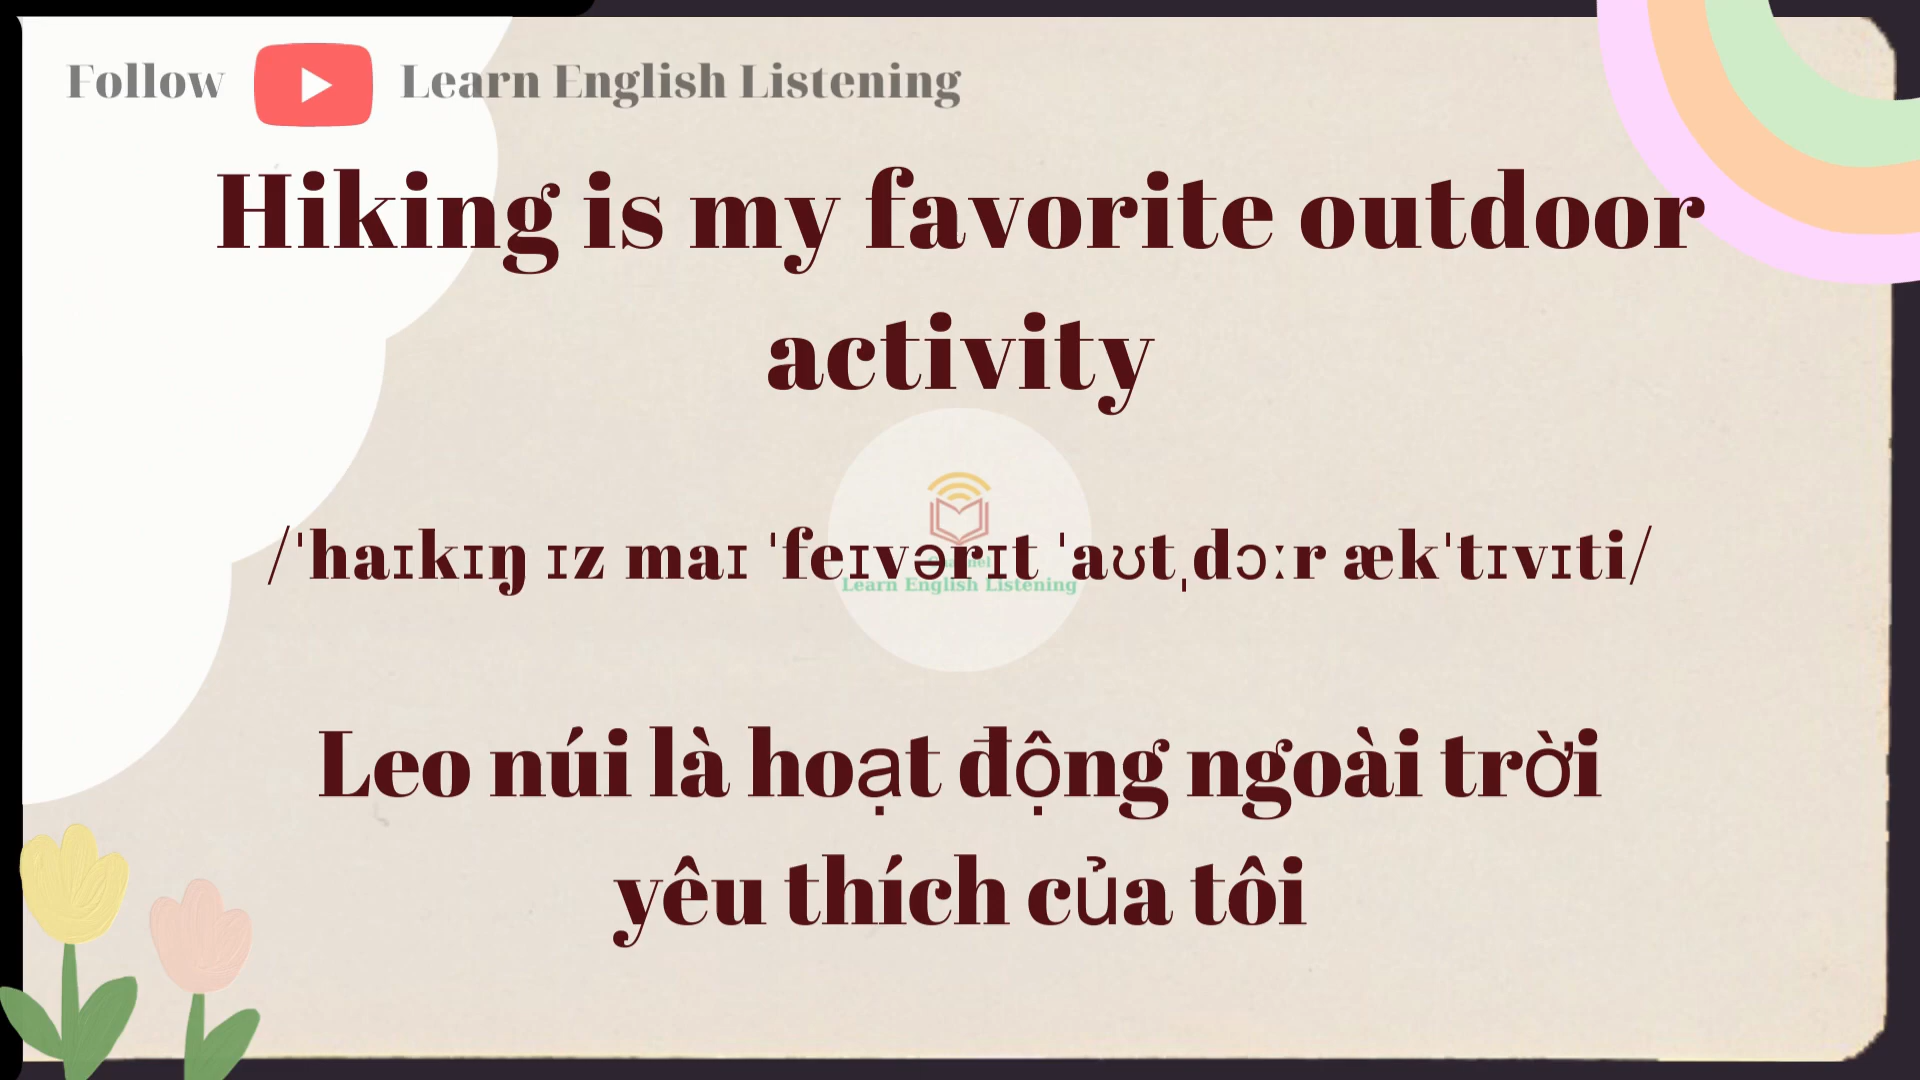 Follow Learn English Listening
Hiking is my favorite outdoor
activity
/ˈhaɪkɪŋ ɪz maɪ ˈfeɪvərɪt ˈaʊtˌdɔːr ækˈtɪvɪti/
Learn English Listening
Leo núi là hoạt động ngoài trời
yêu thích của tôi